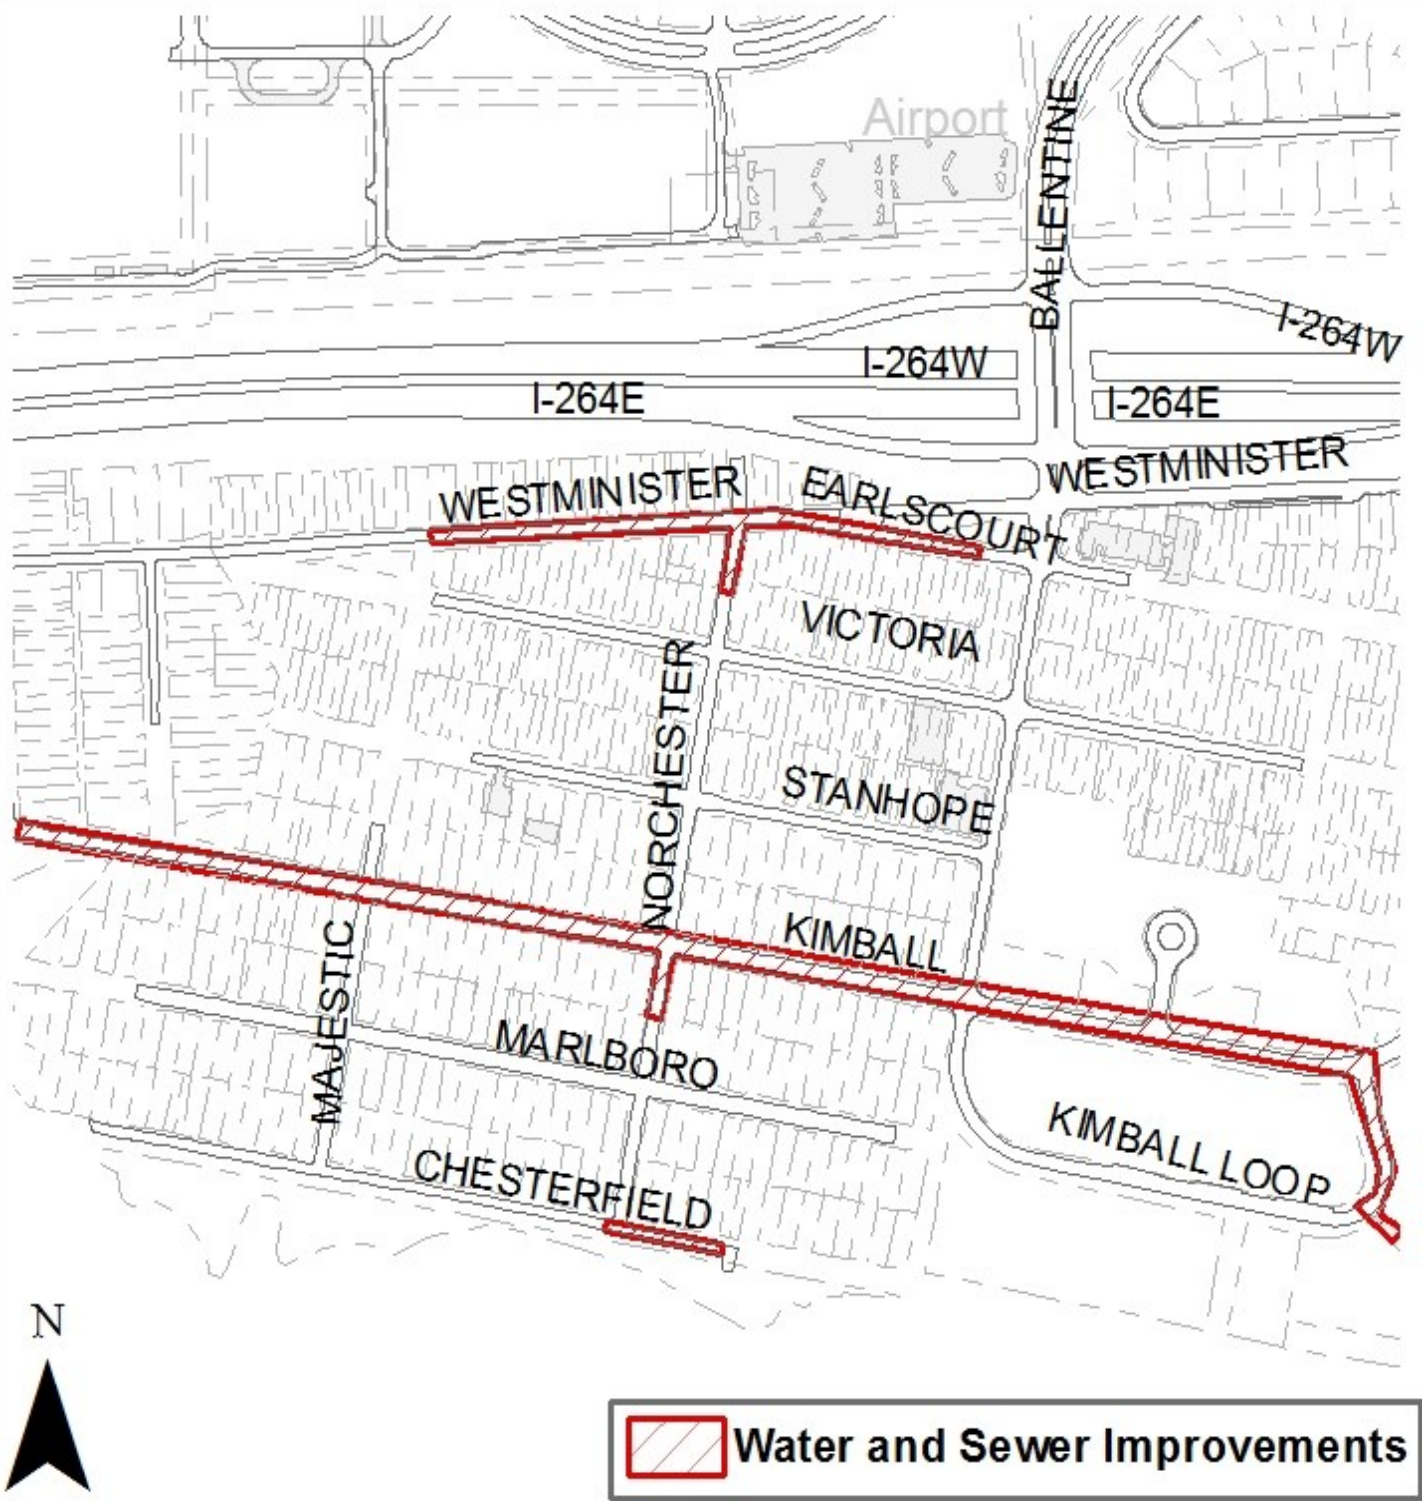 Airport
BALLENTINE
I-264W
I-264W
I-264E
I-264E
WESTMINISTER
WESTMINISTER
EARLSCOURT
VICTORIA
NORCHESTER
STANHOPE
KIMBALL
MAJESTIC
MARLBORO
KIMBALL LOOP
CHESTERFIELD
N
Water and Sewer Improvements